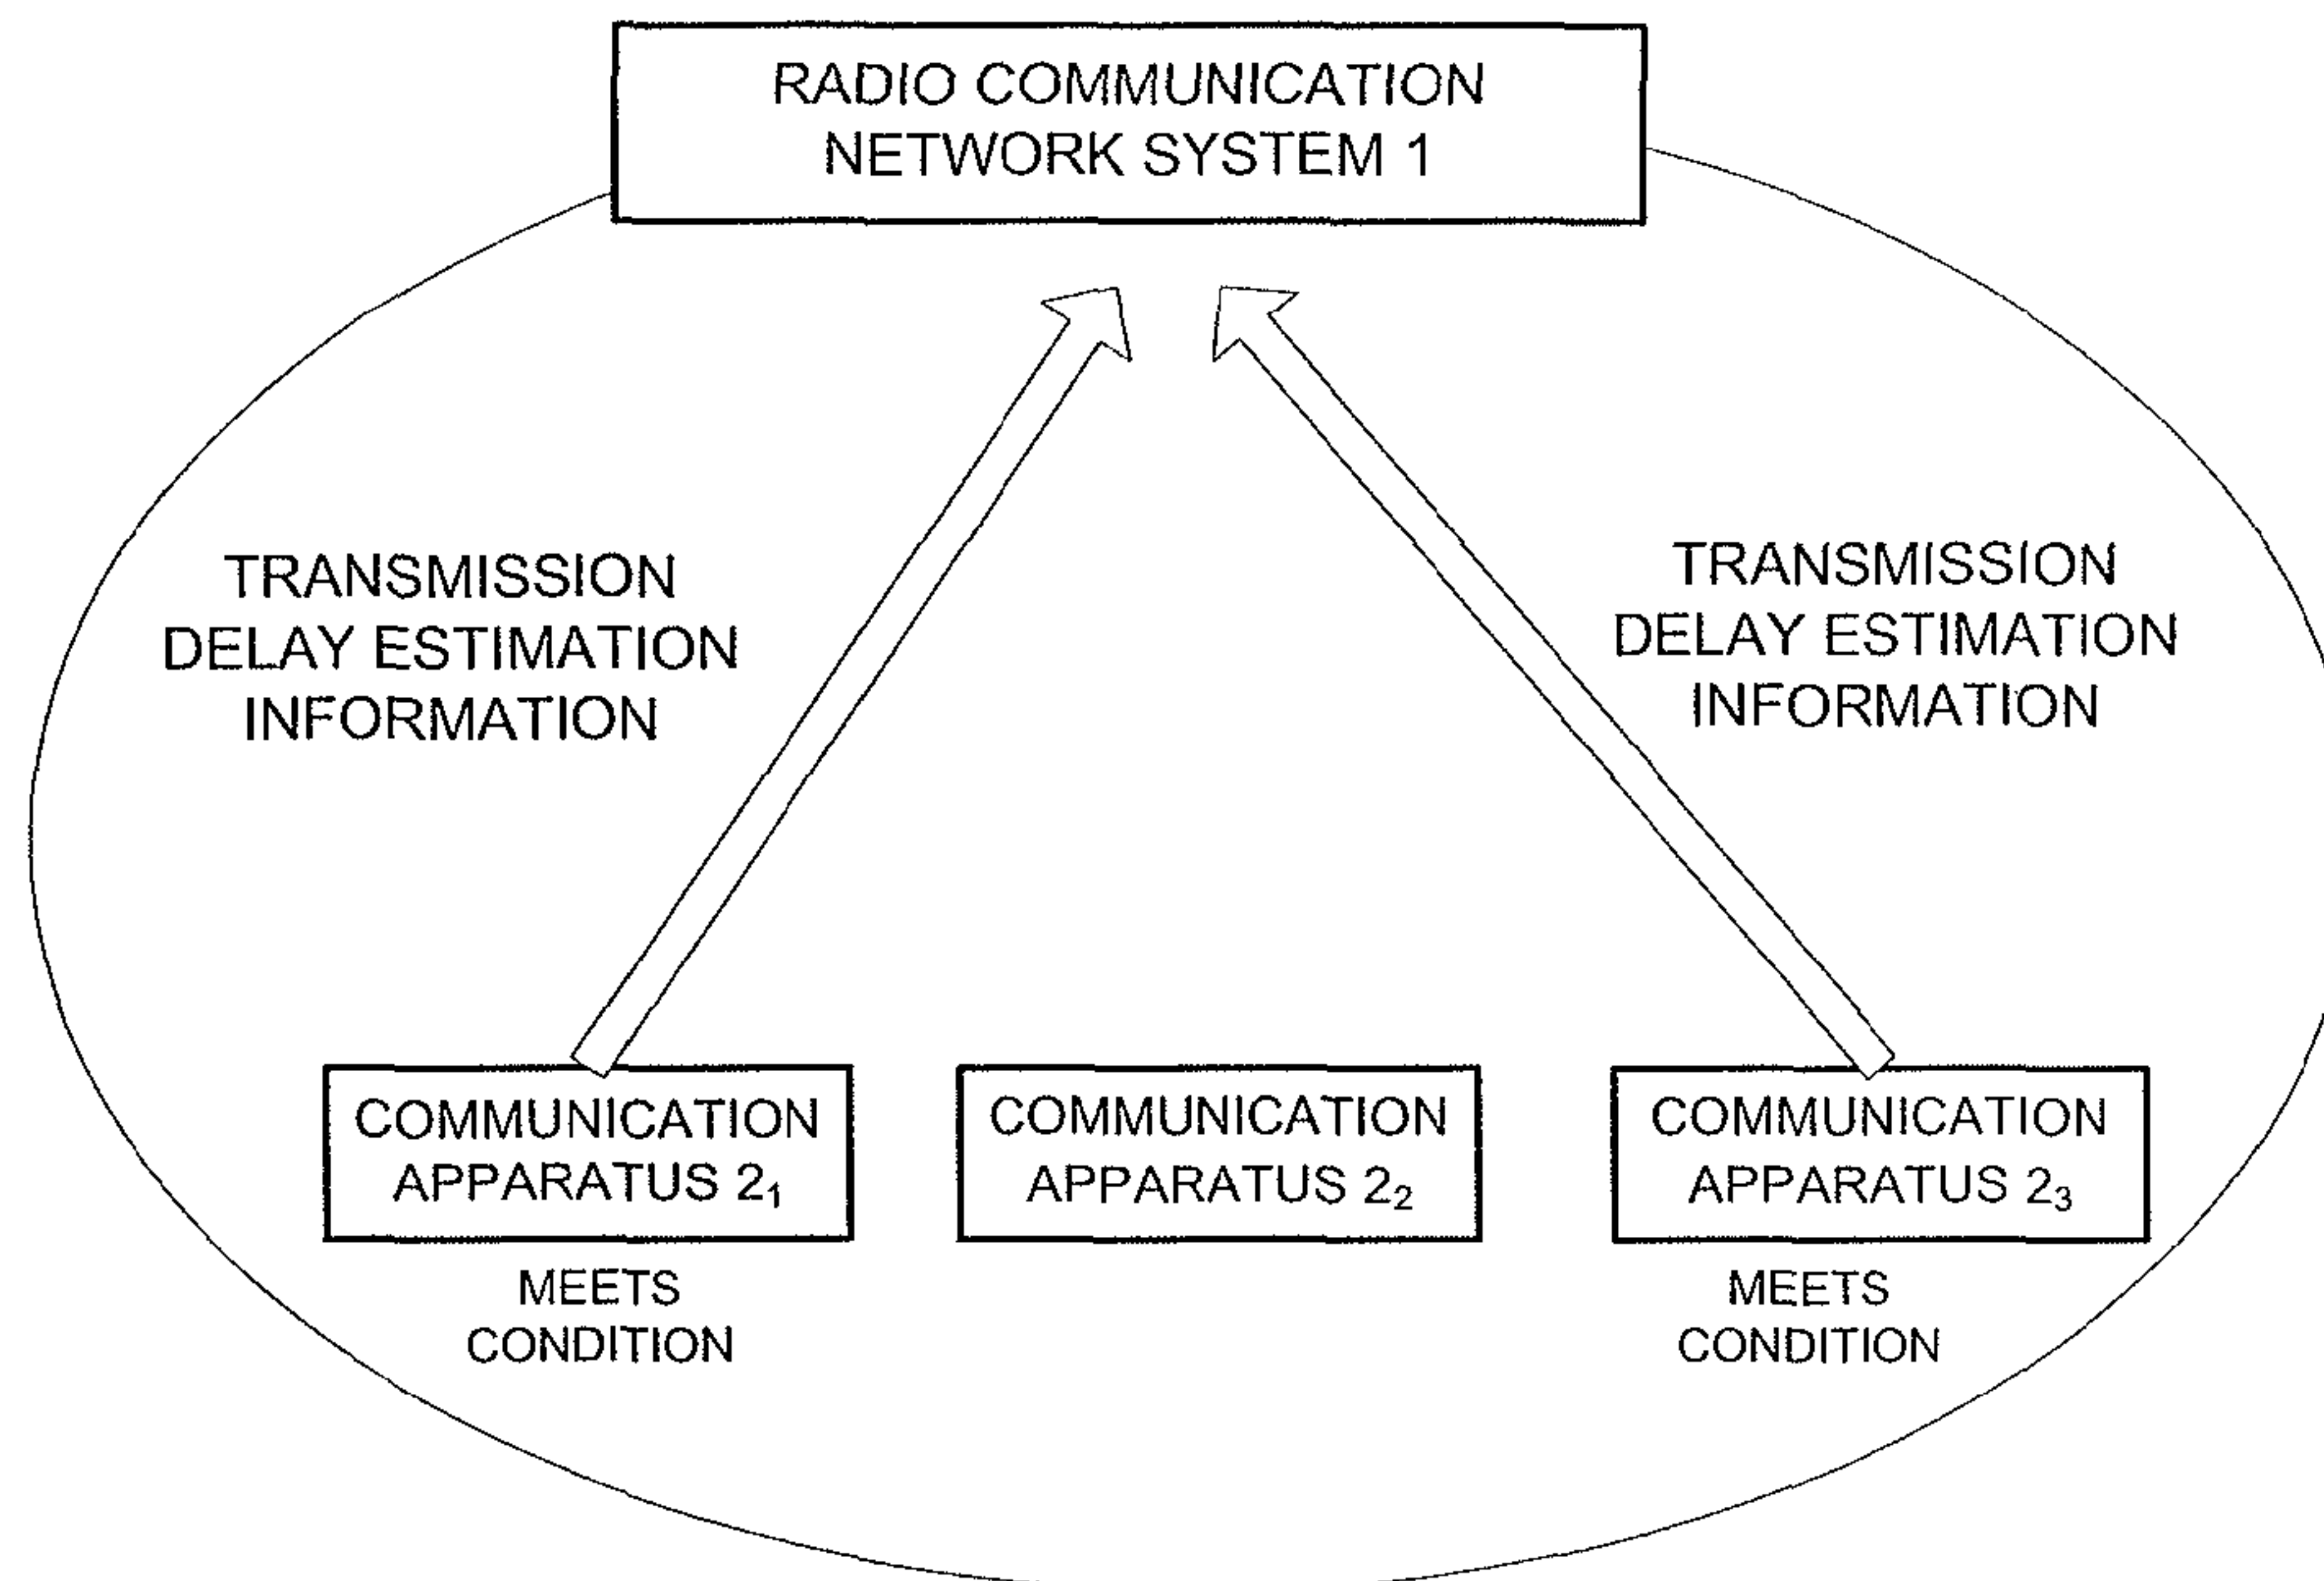 RADIO COMMUNICATION
NETWORK SYSTEM 1
TRANSMISSION
DELAY ESTIMATION
INFORMATION
TRANSMISSION
DELAY ESTIMATION
INFORMATION
COMMUNICATION
APPARATUS 2₁
MEETS
CONDITION
COMMUNICATION
APPARATUS 2₂
COMMUNICATION
APPARATUS 2₃
MEETS
CONDITION